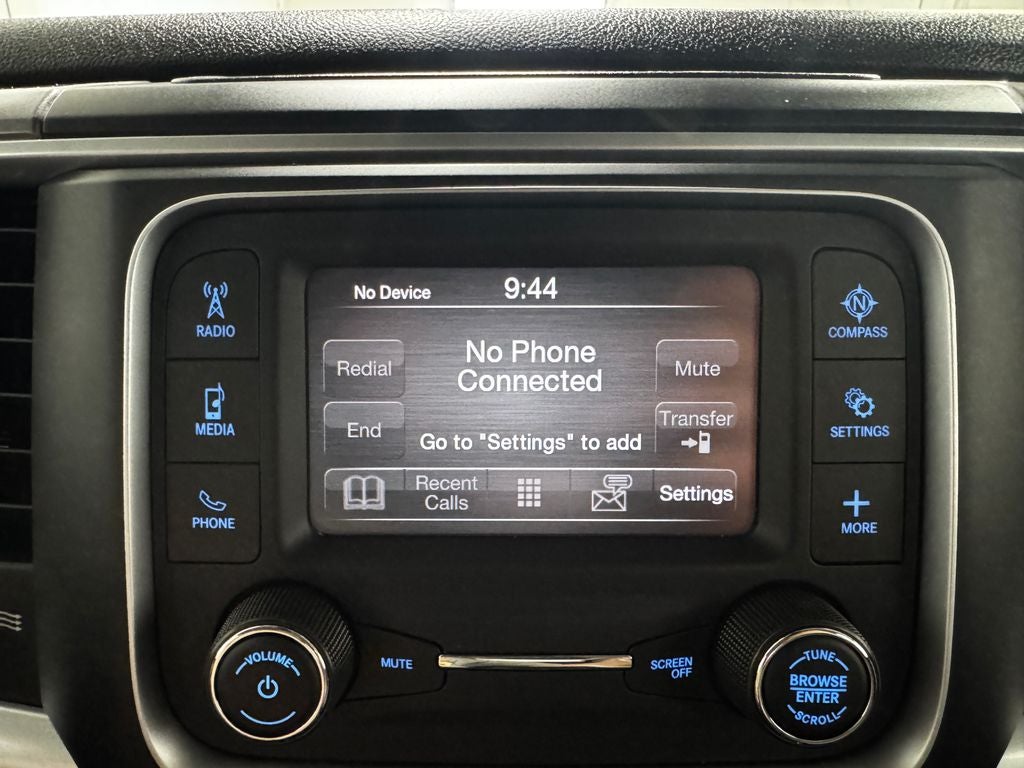 No Device
9:44
RADIO
N
COMPASS
Redial
No Phone
Connected
Mute
MEDIA
SETTINGS
End
Go to "Settings" to add
Transfer
PHONE
Recent
Calls
Settings
MORE
VOLUME
MUTE
SCREEN
OFF
TUNE
BROWSE
ENTER
SCROLL